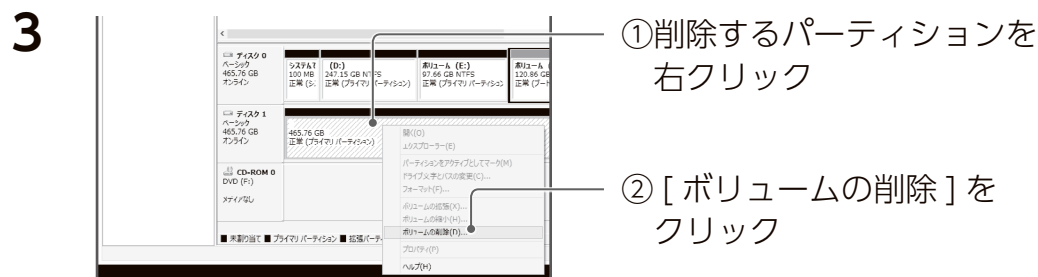 3
①削除するパーティションを
右クリック
ディスク 0
ベーシック
465.76 GB
オンライン
システムT
100 MB
正常 (シ
(D:)
247.15 GB NTFS
正常 (プライマリ パーティション)
ボリューム (E:)
97.66 GB NTFS
正常 (プライマリ パーティション
ボリューム (
120.86 GB
正常 (ブート
ディスク 1
ベーシック
465.76 GB
オンライン
465.76 GB
正常 (プライマリ パーティション)
開く(O)
エクスプローラー(E)
パーティションをアクティブとしてマーク(M)
ドライブ文字とパスの変更(C)...
フォーマット(F)...
ボリュームの拡張(X)...
ボリュームの縮小(H)...
ボリュームの削除(D)...
プロパティ(P)
ヘルプ(H)
② [ ボリュームの削除 ] を
クリック
CD-ROM 0
DVD (F:)
メディアなし
未割り当て プライマリ パーティション 拡張パーテ